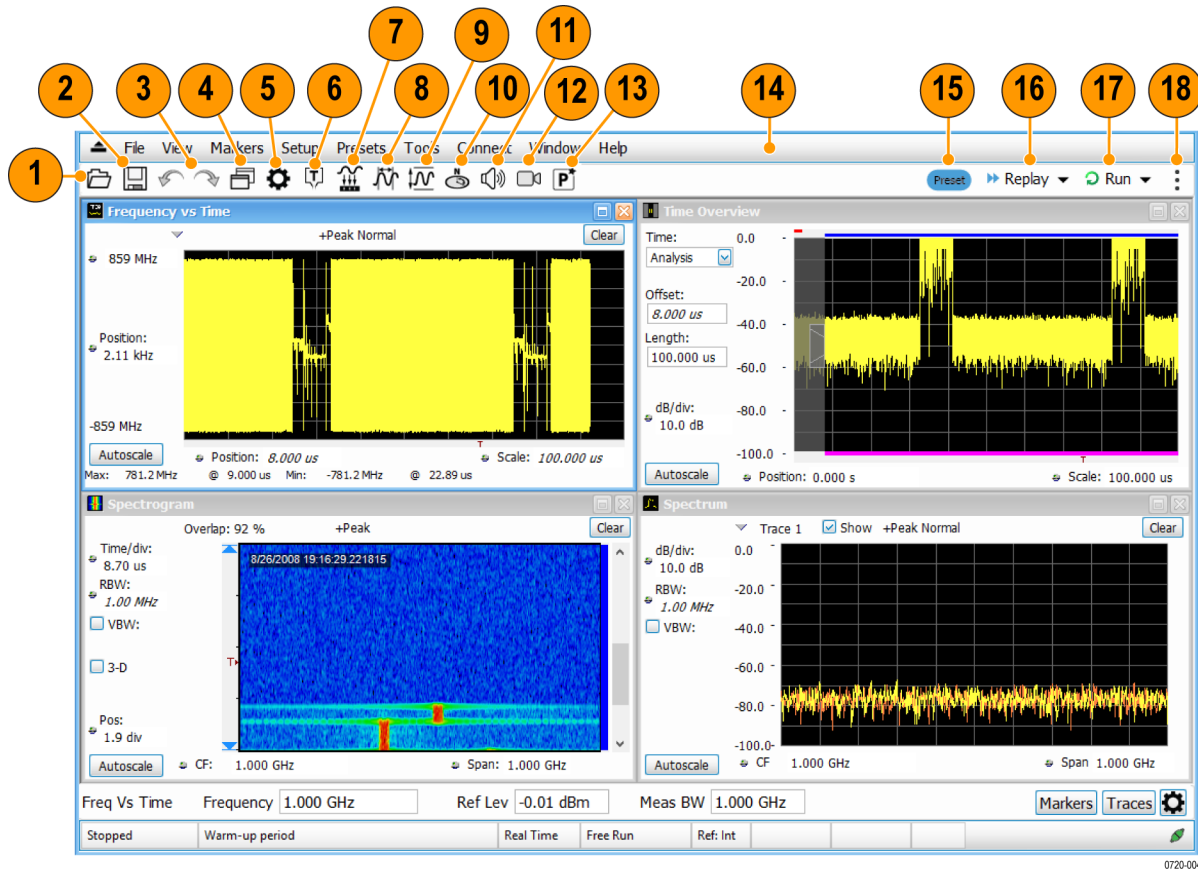 7 9 11
2 3 4 5 6 8 10 12 13 14 15 16 17 18
1
File View Markers Setup Presets Tools Connect Window Help
T N P
Preset Replay Run
Frequency vs Time
+Peak Normal Clear
859 MHz
Position:
2.11 kHz
-859 MHz
T
Autoscale Position: 8.000 us Scale: 100.000 us
Max: 781.2 MHz @ 9.000 us Min: -781.2 MHz @ 22.89 us
Time Overview
Time: 0.0
Analysis
-20.0
Offset:
8.000 us
-40.0
Length:
100.000 us
-60.0
dB/div:
10.0 dB
-80.0
-100.0
T
Autoscale Position: 0.000 s Scale: 100.000 us
Spectrogram
Overlap: 92 % +Peak Clear
Time/div:
8.70 us
8/26/2008 19:16:29.221815
RBW:
1.00 MHz
VBW:
3-D
T
Pos:
1.9 div
Autoscale CF: 1.000 GHz Span: 1.000 GHz
Spectrum
Trace 1 Show +Peak Normal Clear
dB/div: 0.0
10.0 dB
RBW: -20.0
1.00 MHz
VBW: -40.0
-60.0
-80.0
-100.0
Autoscale CF 1.000 GHz Span 1.000 GHz
Freq Vs Time Frequency 1.000 GHz Ref Lev -0.01 dBm Meas BW 1.000 GHz Markers Traces
Stopped Warm-up period Real Time Free Run Ref: Int